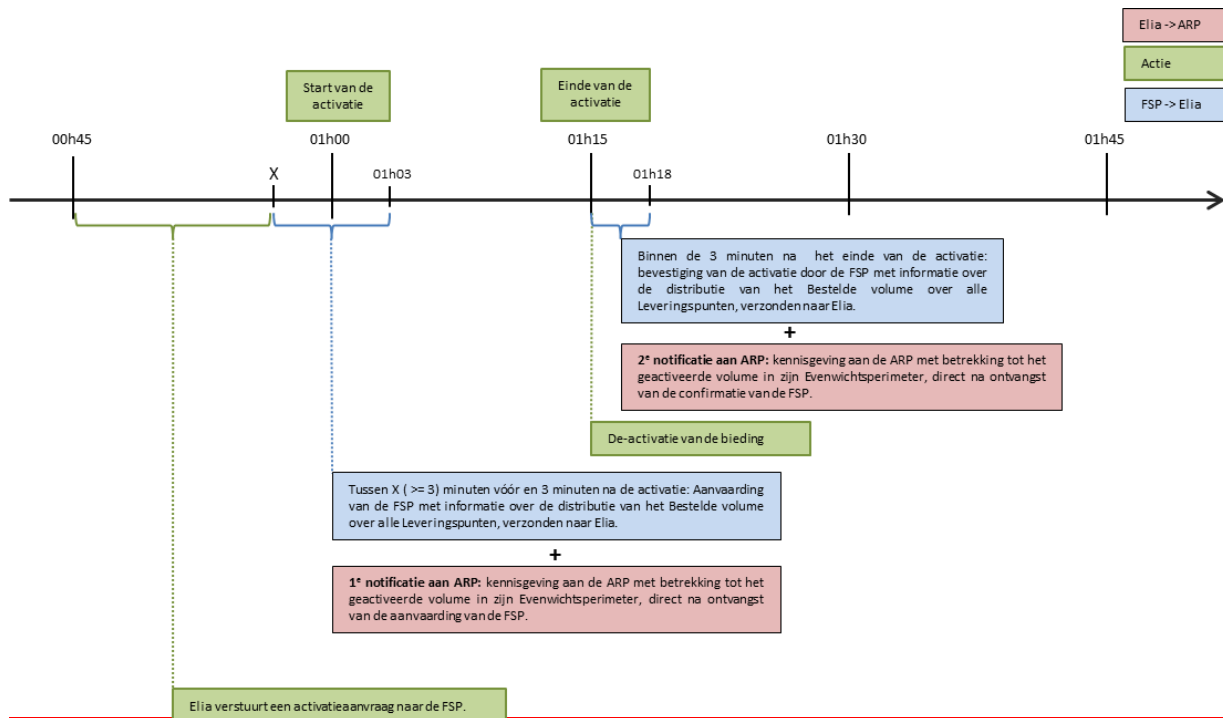 Elia -> ARP
Actie
FSP -> Elia
Start van de
activatie
Einde van de
activatie
00h45
01h00
01h15
01h30
01h45
X
01h03
01h18
Binnen de 3 minuten na het einde van de activatie:
bevestiging van de activatie door de FSP met informatie over
de distributie van het Bestelde volume over alle
Leveringspunten, verzonden naar Elia.
+
2e notificatie aan ARP: kennisgeving aan de ARP met betrekking tot het
geactiveerde volume in zijn Evenwichtsperimeter, direct na ontvangst
van de confirmatie van de FSP.
De-activatie van de bieding
Tussen X ( >= 3) minuten vóór en 3 minuten na de activatie: Aanvaarding
van de FSP met informatie over de distributie van het Bestelde volume
over alle Leveringspunten, verzonden naar Elia.
+
1e notificatie aan ARP: kennisgeving aan de ARP met betrekking tot het
geactiveerde volume in zijn Evenwichtsperimeter, direct na ontvangst
van de aanvaarding van de FSP.
Elia verstuurt een activatieaanvraag naar de FSP.